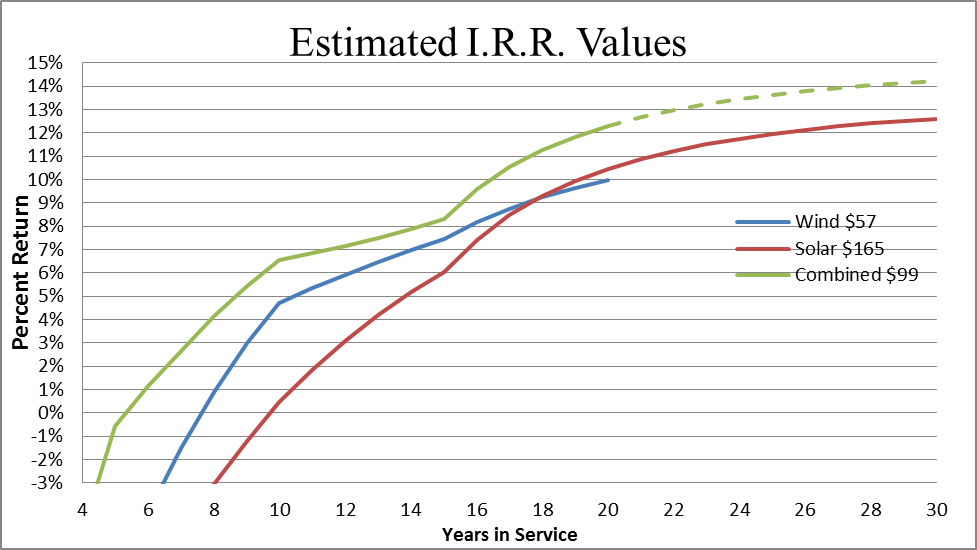 Estimated I.R.R. Values
15%
14%
13%
12%
11%
10%
9%
8%
7%
6%
5%
4%
3%
2%
1%
0%
-1%
-2%
-3%
Percent Return
Wind $57
Solar $165
Combined $99
4 6 8 10 12 14 16 18 20 22 24 26 28 30
Years in Service